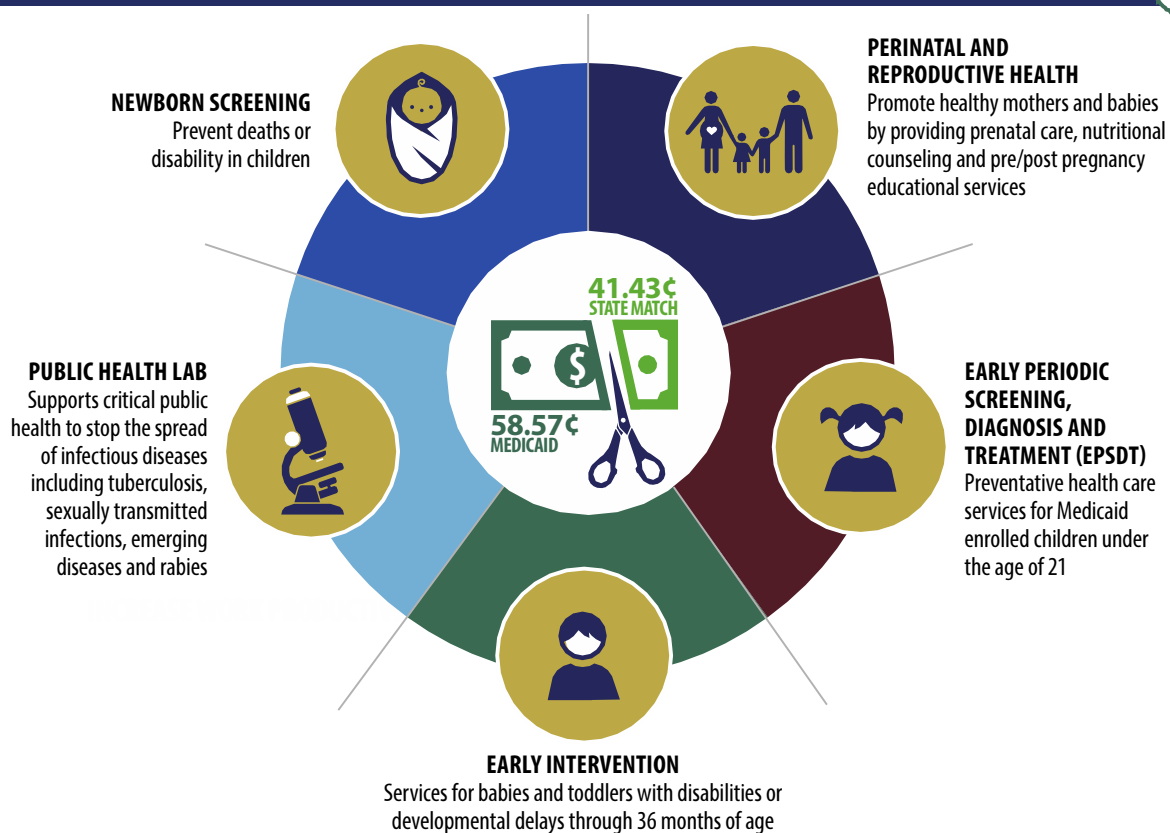 NEWBORN SCREENING
Prevent deaths or
disability in children
PERINATAL AND
REPRODUCTIVE HEALTH
Promote healthy mothers and babies
by providing prenatal care, nutritional
counseling and pre/post pregnancy
educational services
41.43¢
STATE MATCH
$
58.57¢
MEDICAID
PUBLIC HEALTH LAB
Supports critical public
health to stop the spread
of infectious diseases
including tuberculosis,
sexually transmitted
infections, emerging
diseases and rabies
EARLY PERIODIC
SCREENING,
DIAGNOSIS AND
TREATMENT (EPSDT)
Preventative health care
services for Medicaid
enrolled children under
the age of 21
EARLY INTERVENTION
Services for babies and toddlers with disabilities or
developmental delays through 36 months of age